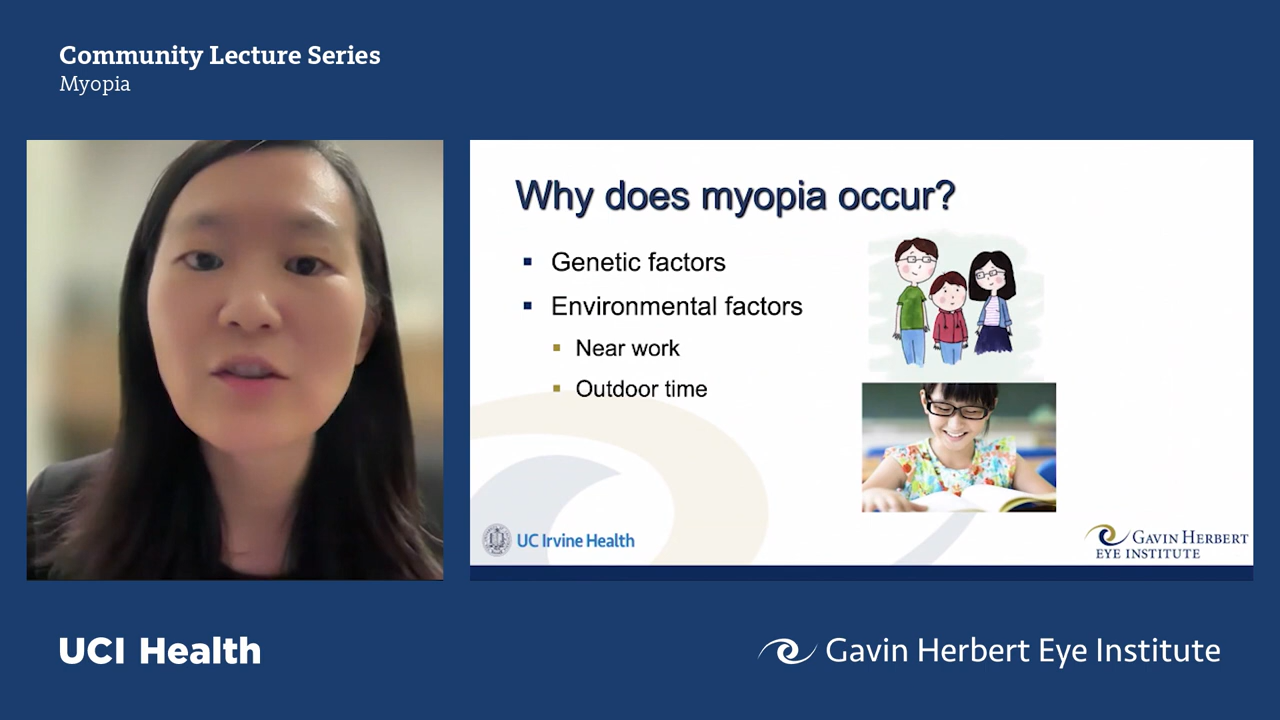 Community Lecture Series
Myopia
Why does myopia occur?
Genetic factors
Environmental factors
Near work
Outdoor time
UC Irvine Health
GAVIN HERBERT
EYE INSTITUTE
UCI Health
Gavin Herbert Eye Institute